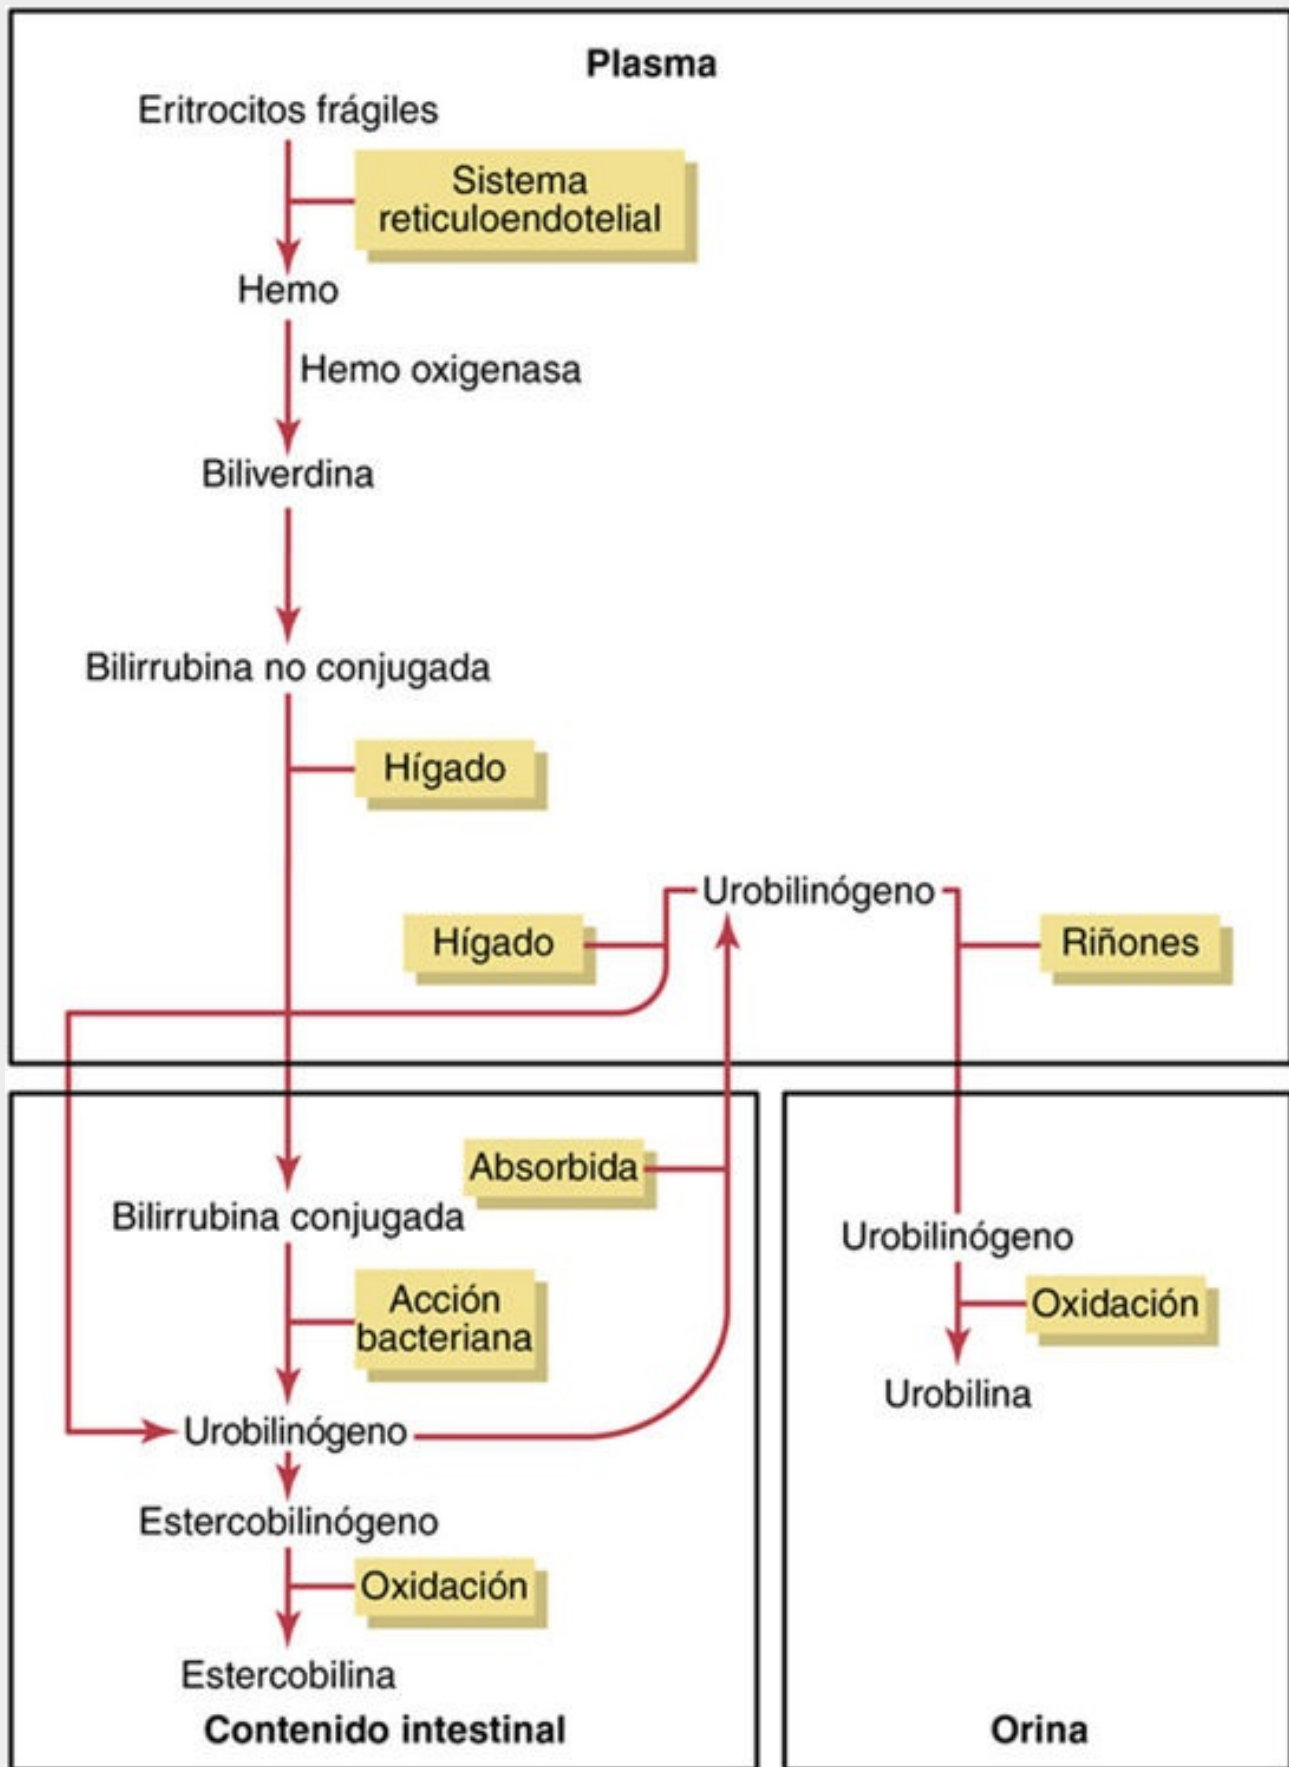 Plasma
Eritrocitos frágiles
Sistema
reticuloendotelial
Hemo
Hemo oxigenasa
Biliverdina
Bilirrubina no conjugada
Hígado
Urobilinógeno
Hígado
Riñones
Absorbida
Bilirrubina conjugada
Acción
bacteriana
Urobilinógeno
Estercobilinógeno
Oxidación
Estercobilina
Contenido intestinal
Urobilinógeno
Oxidación
Urobilina
Orina